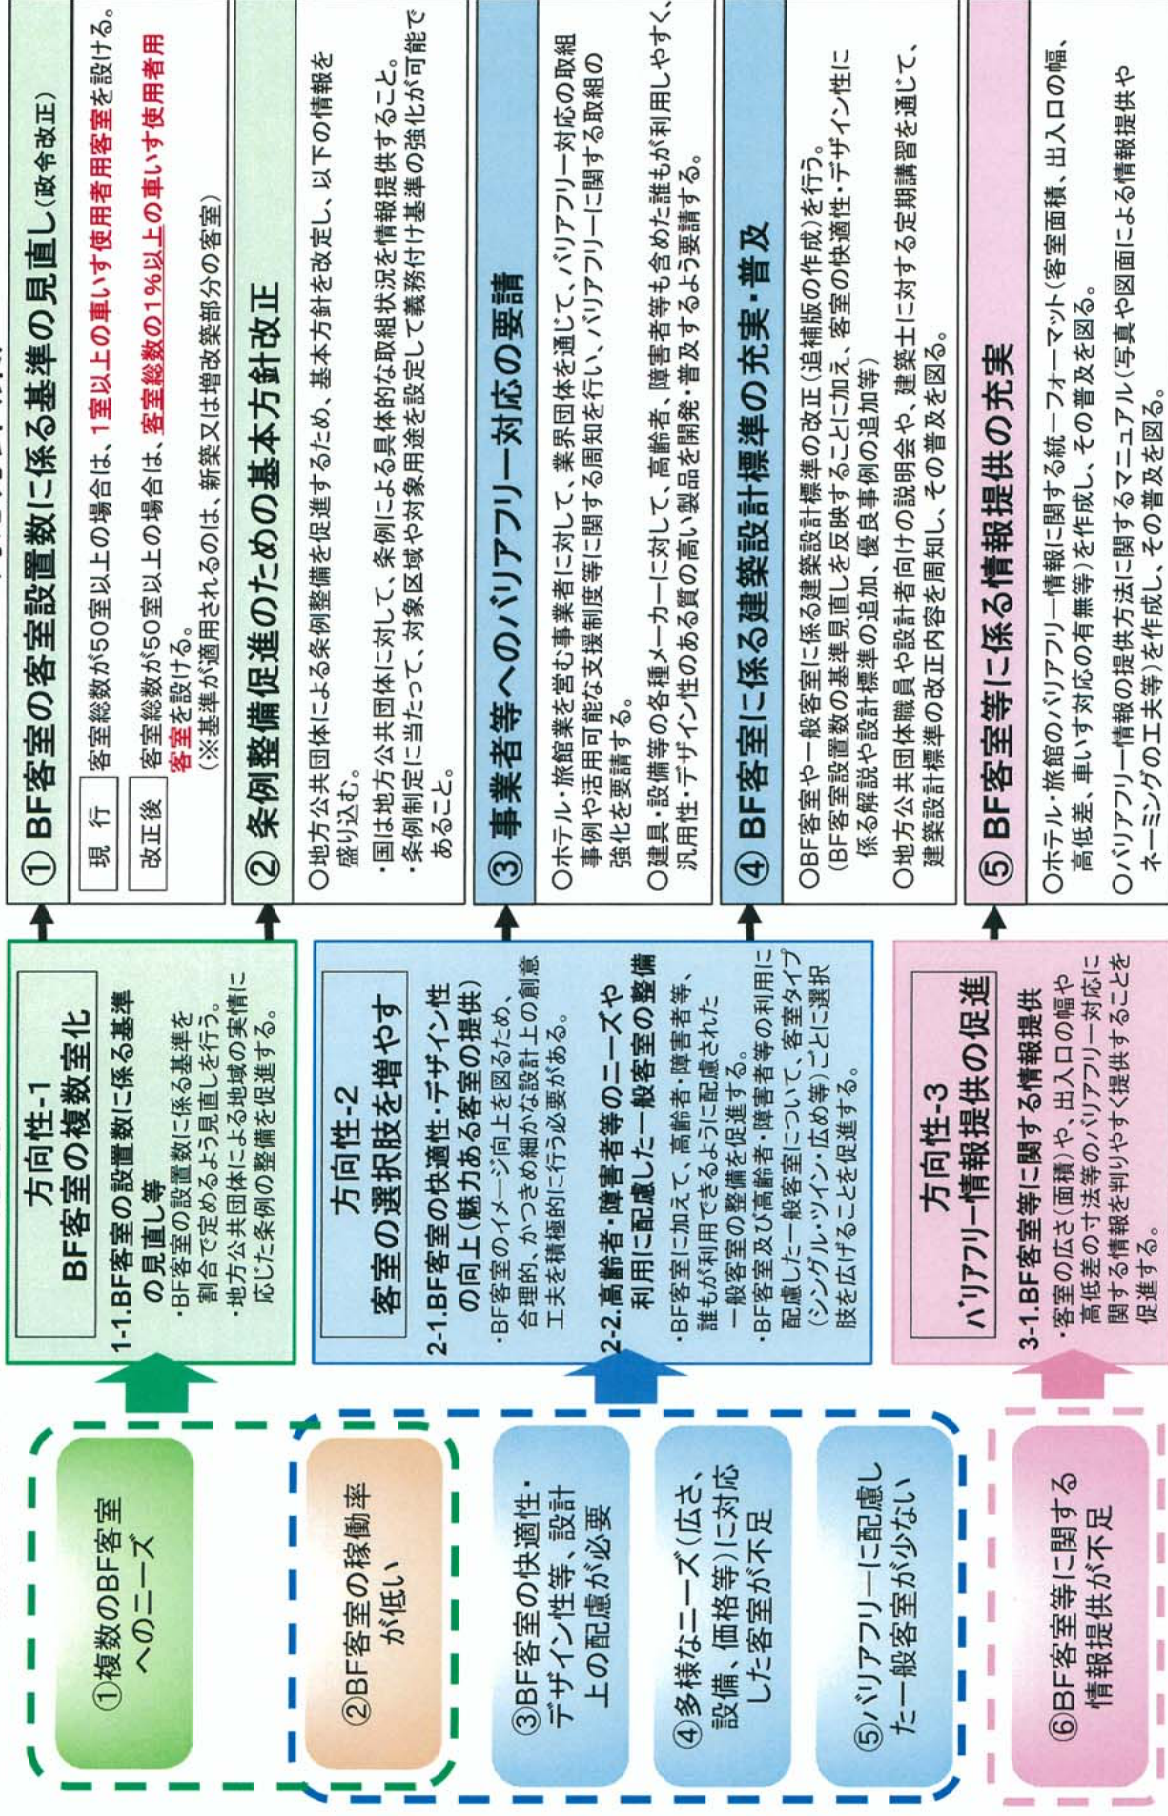 ①複数のBF客室
へのニーズ
②BF客室の稼働率
が低い
③BF客室の快適性・
デザイン性等、設計
上の配慮が必要
④多様なニーズ(広さ、
設備、価格等)に対応
した客室が不足
⑤バリアフリーに配慮し
た一般客室が少ない
⑥BF客室等に関する
情報提供が不足
方向性-1
BF客室の複数室化
1-1.BF客室の設置数に係る基準
の見直し等
・BF客室の設置数に係る基準を
割合で定めるよう見直しを行う。
・地方公共団体による地域の実情に
応じた条例の整備を促進する。
方向性-2
客室の選択肢を増やす
2-1.BF客室の快適性・デザイン性
の向上(魅力ある客室の提供)
・BF客室のイメージ向上を図るため、
合理的、かつきめ細かな設計上の創意
工夫を積極的に行う必要がある。
2-2.高齢者・障害者等のニーズや
利用に配慮した一般客室の整備
・BF客室に加えて、高齢者・障害者等、
誰もが利用できるように配慮された
一般客室の整備を促進する。
・BF客室及び高齢者・障害者等の利用に
配慮した一般客室について、客室タイプ
(シングル・ツイン・広め等)ごとに選択
肢を広げることを促進する。
方向性-3
バリアフリー情報提供の促進
3-1.BF客室等に関する情報提供
・客室の広さ(面積)や、出入口の幅や
高低差の寸法等のバリアフリー対応に
関する情報を判りやすく提供することを
促進する。
① BF客室の客室設置数に係る基準の見直し(政令改正)
現 行 客室総数が50室以上の場合は、1室以上の車いす使用者用客室を設ける。
改正後 客室総数が50室以上の場合は、客室総数の1%以上の車いす使用者用
客室を設ける。
(※基準が適用されるのは、新築又は増改築部分の客室)
② 条例整備促進のための基本方針改正
○地方公共団体による条例整備を促進するため、基本方針を改定し、以下の情報を
盛り込む。
・国は地方公共団体に対して、条例による具体的な取組状況を情報提供すること。
・条例制定に当たって、対象区域や対象用途を設定して義務付け基準の強化が可能で
あること。
③ 事業者等へのバリアフリー対応の要請
○ホテル・旅館業を営む事業者に対して、業界団体を通じて、バリアフリー対応の取組
事例や活用可能な支援制度等に関する周知を行い、バリアフリーに関する取組の
強化を要請する。
○建具・設備等の各種メーカーに対して、高齢者、障害者等も含めた誰もが利用しやすく、
汎用性・デザイン性のある質の高い製品を開発・普及するよう要請する。
④ BF客室に係る建築設計標準の充実・普及
○BF客室や一般客室に係る建築設計標準の改正(追補版の作成)を行う。
(BF客室設置数の基準見直しを反映することに加え、客室の快適性・デザイン性に
係る解説や設計標準の追加、優良事例の追加等)
○地方公共団体職員や設計者向けの説明会や、建築士に対する定期講習を通じて、
建築設計標準の改正内容を周知し、その普及を図る。
⑤ BF客室等に係る情報提供の充実
○ホテル・旅館のバリアフリー情報に関する統一フォーマット(客室面積、出入口の幅、
高低差、車いす対応の有無等)を作成し、その普及を図る。
○バリアフリー情報の提供方法に関するマニュアル(写真や図面による情報提供や
ネーミングの工夫等)を作成し、その普及を図る。